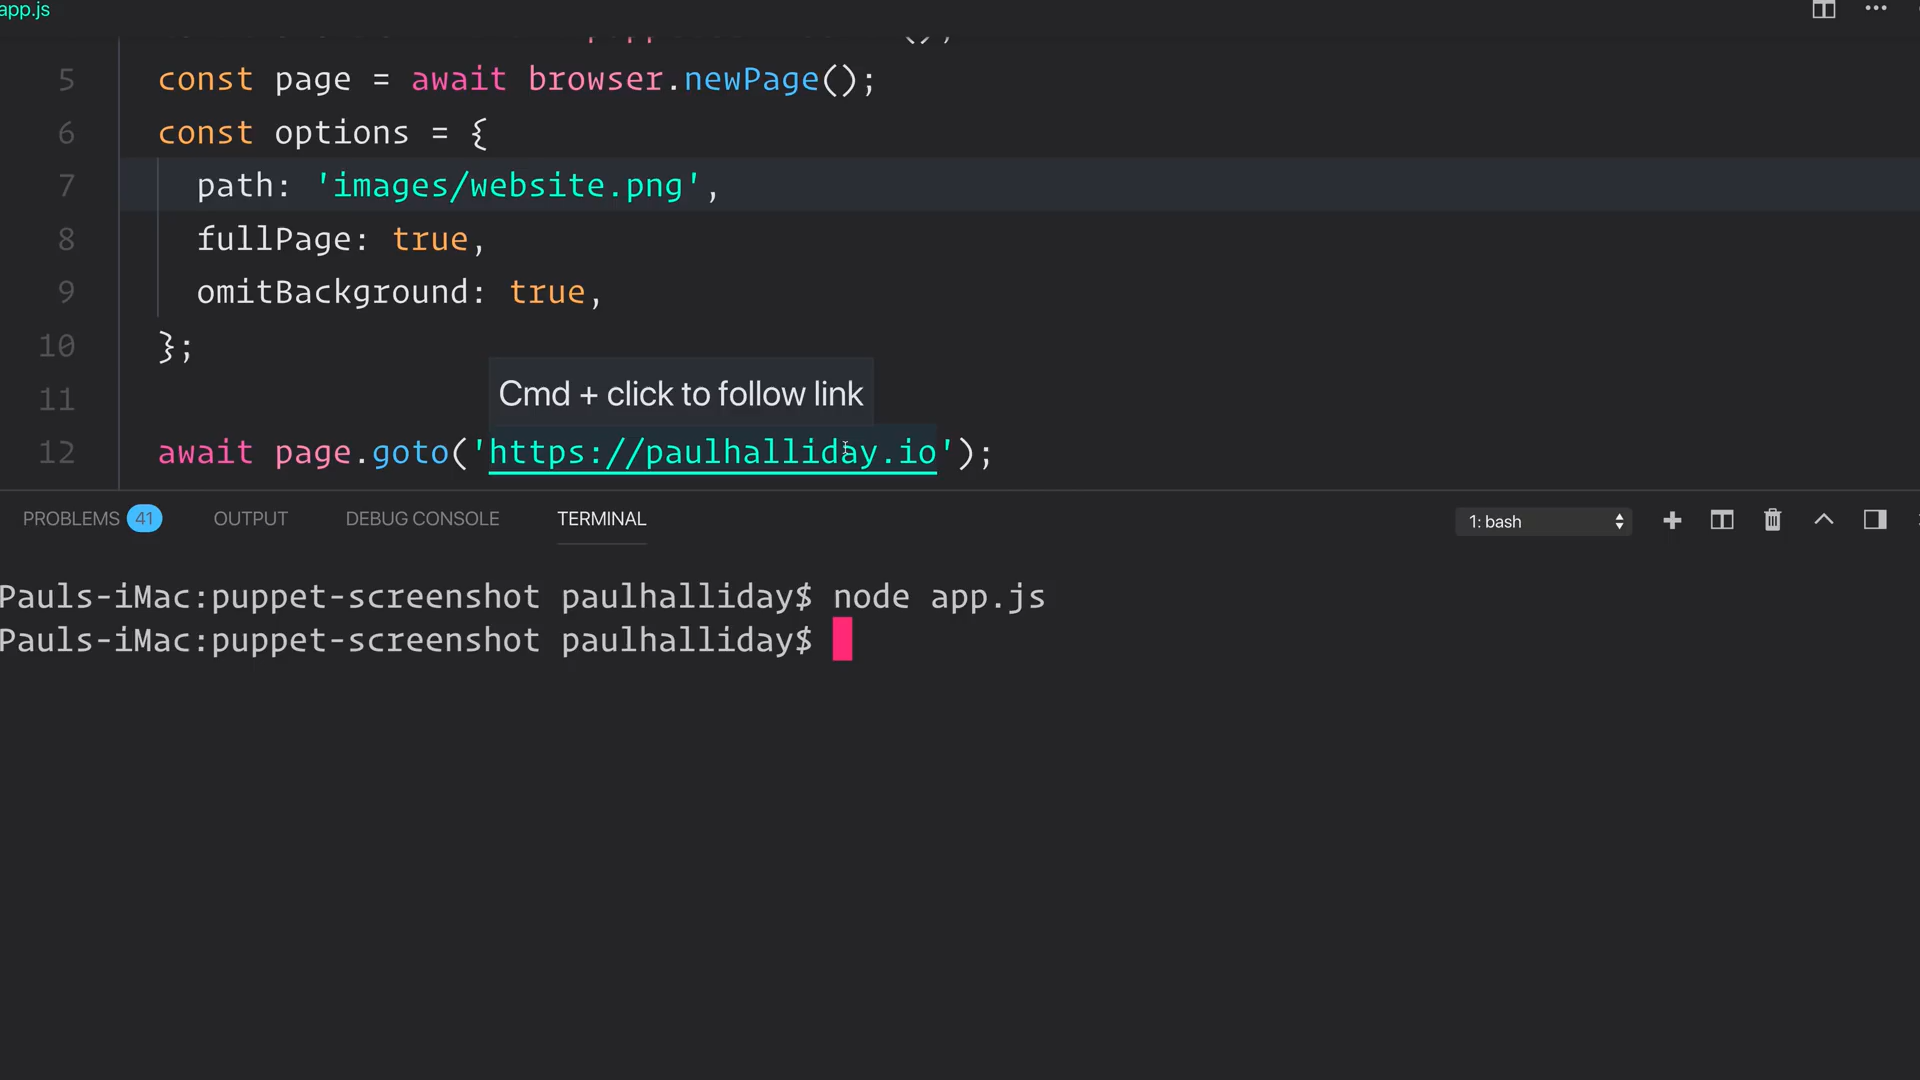 app.js
5 const page = await browser.newPage();
6 const options = {
7 path: 'images/website.png',
8 fullPage: true,
9 omitBackground: true,
10 };
Cmd + click to follow link
11
12 await page.goto('https://paulhalliday.io');
PROBLEMS 41 OUTPUT DEBUG CONSOLE TERMINAL 1: bash
Pauls-iMac:puppet-screenshot paulhalliday$ node app.js
Pauls-iMac:puppet-screenshot paulhalliday$